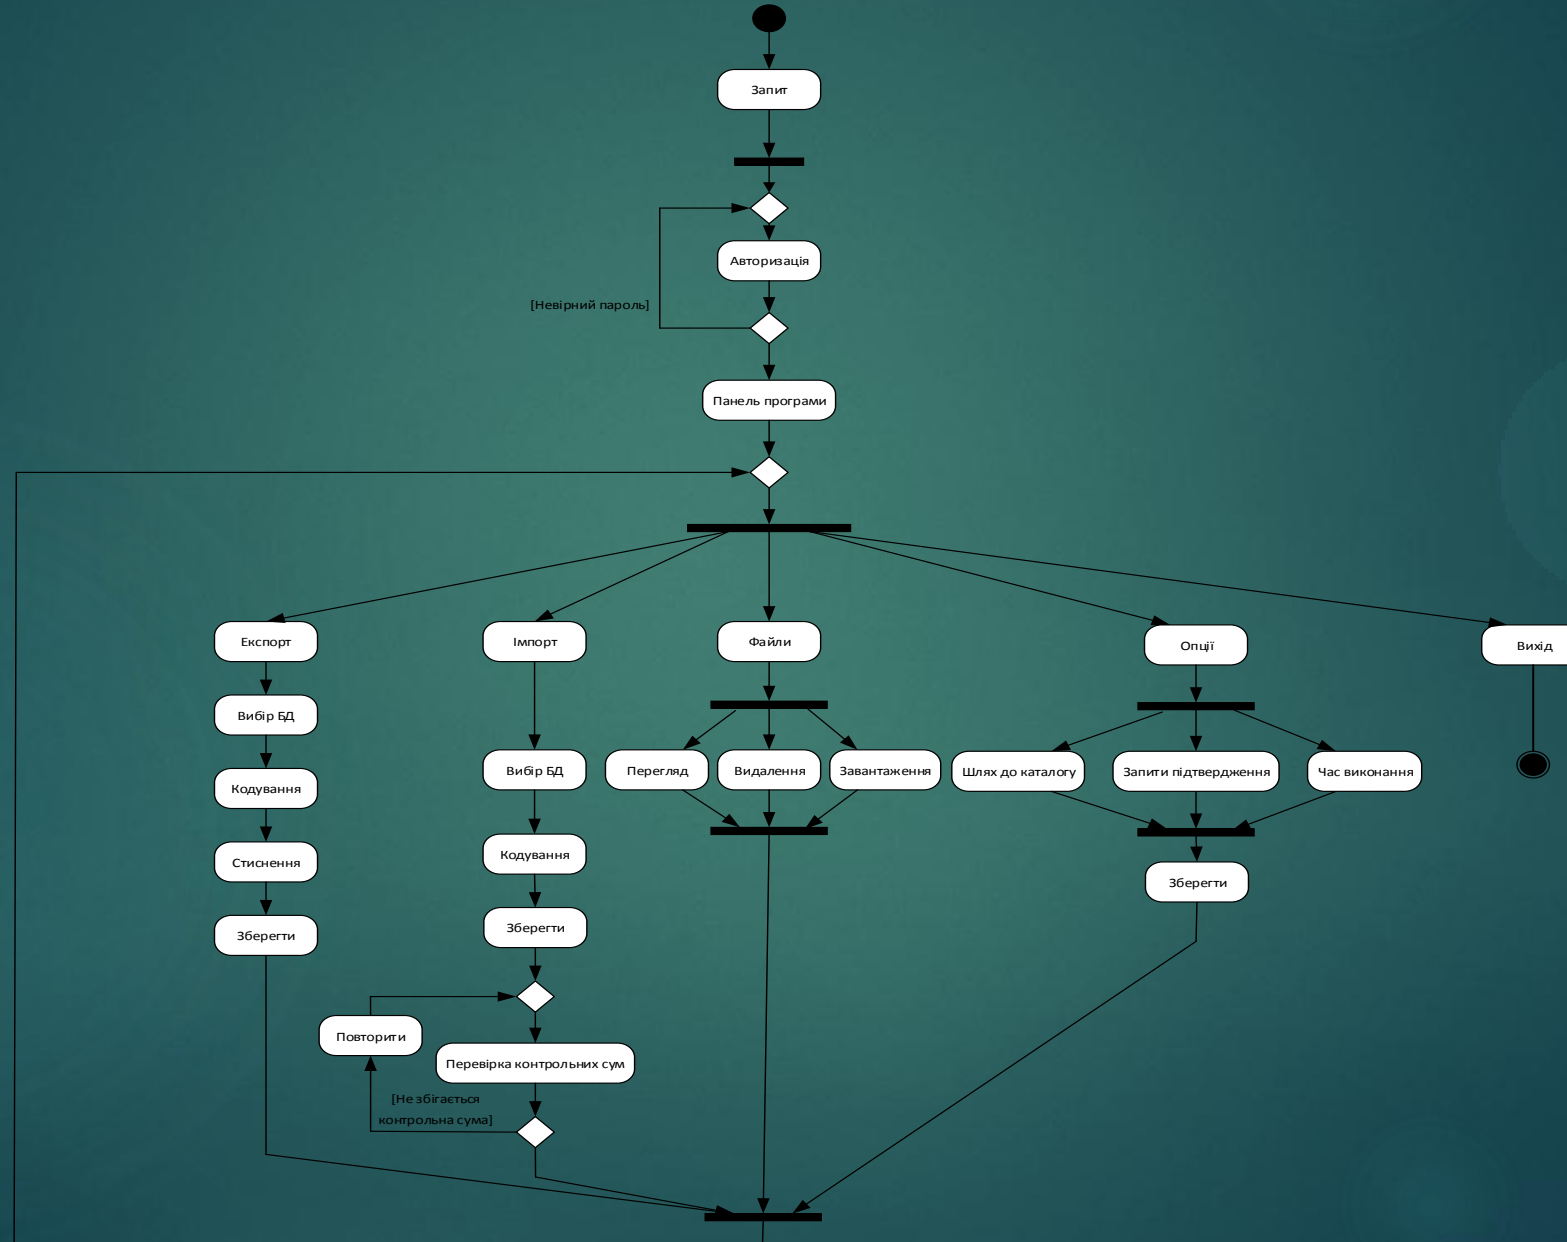 Запит
Авторизація
[Невірний пароль]
Панель програми
Експорт
Імпорт
Файли
Опції
Вихід
Вибір БД
Вибір БД
Перегляд
Видалення
Завантаження
Шлях до каталогу
Запити підтвердження
Час виконання
Кодування
Кодування
Стиснення
Зберегти
Зберегти
Зберегти
Повторити
Перевірка контрольних сум
[Не збігається
контрольна сума]